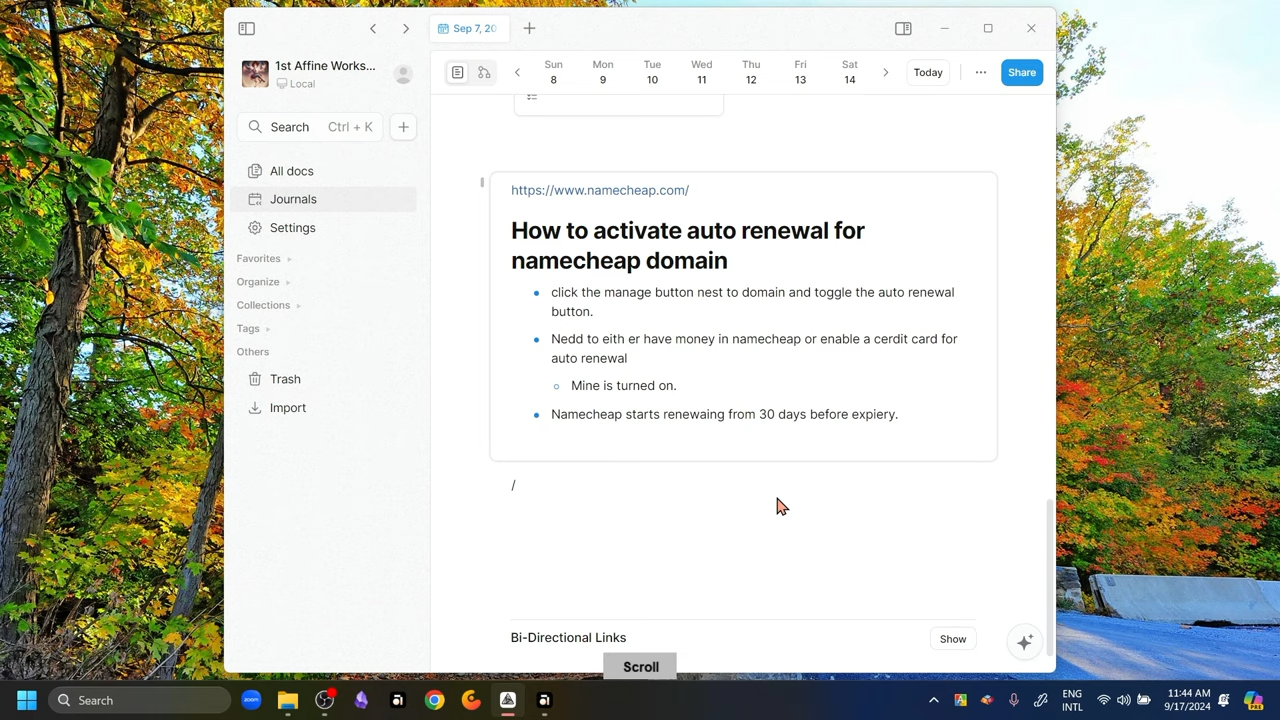 Sep 7, 20
1st Affine Works...
Local
Search Ctrl + K
All docs
Journals
Settings
Favorites
Organize
Collections
Tags
Others
Trash
Import
Sun Mon Tue Wed Thu Fri Sat
8 9 10 11 12 13 14
Today
Share
https://www.namecheap.com/
How to activate auto renewal for
namecheap domain
click the manage button nest to domain and toggle the auto renewal
button.
Nedd to eith er have money in namecheap or enable a cerdit card for
auto renewal
Mine is turned on.
Namecheap starts renewaing from 30 days before expiery.
/
Bi-Directional Links
Show
Scroll
Search
zoom
ENG
INTL
11:44 AM
9/17/2024